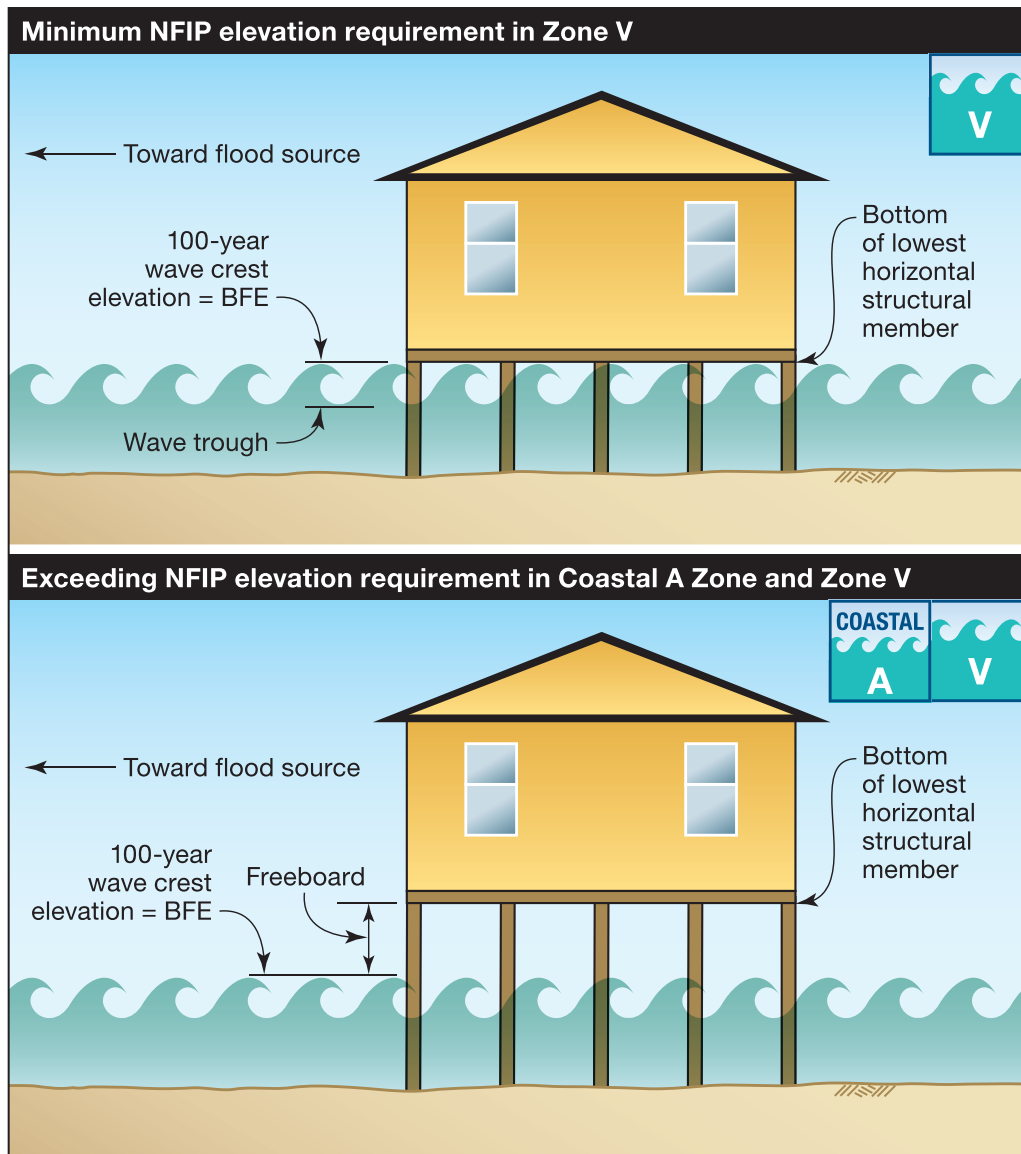 Minimum NFIP elevation requirement in Zone V
V
Toward flood source
100-year
wave crest
elevation = BFE
Bottom
of lowest
horizontal
structural
member
Wave trough
Exceeding NFIP elevation requirement in Coastal A Zone and Zone V
COASTAL
A
V
Toward flood source
Bottom
of lowest
horizontal
structural
member
100-year
wave crest
elevation = BFE
Freeboard